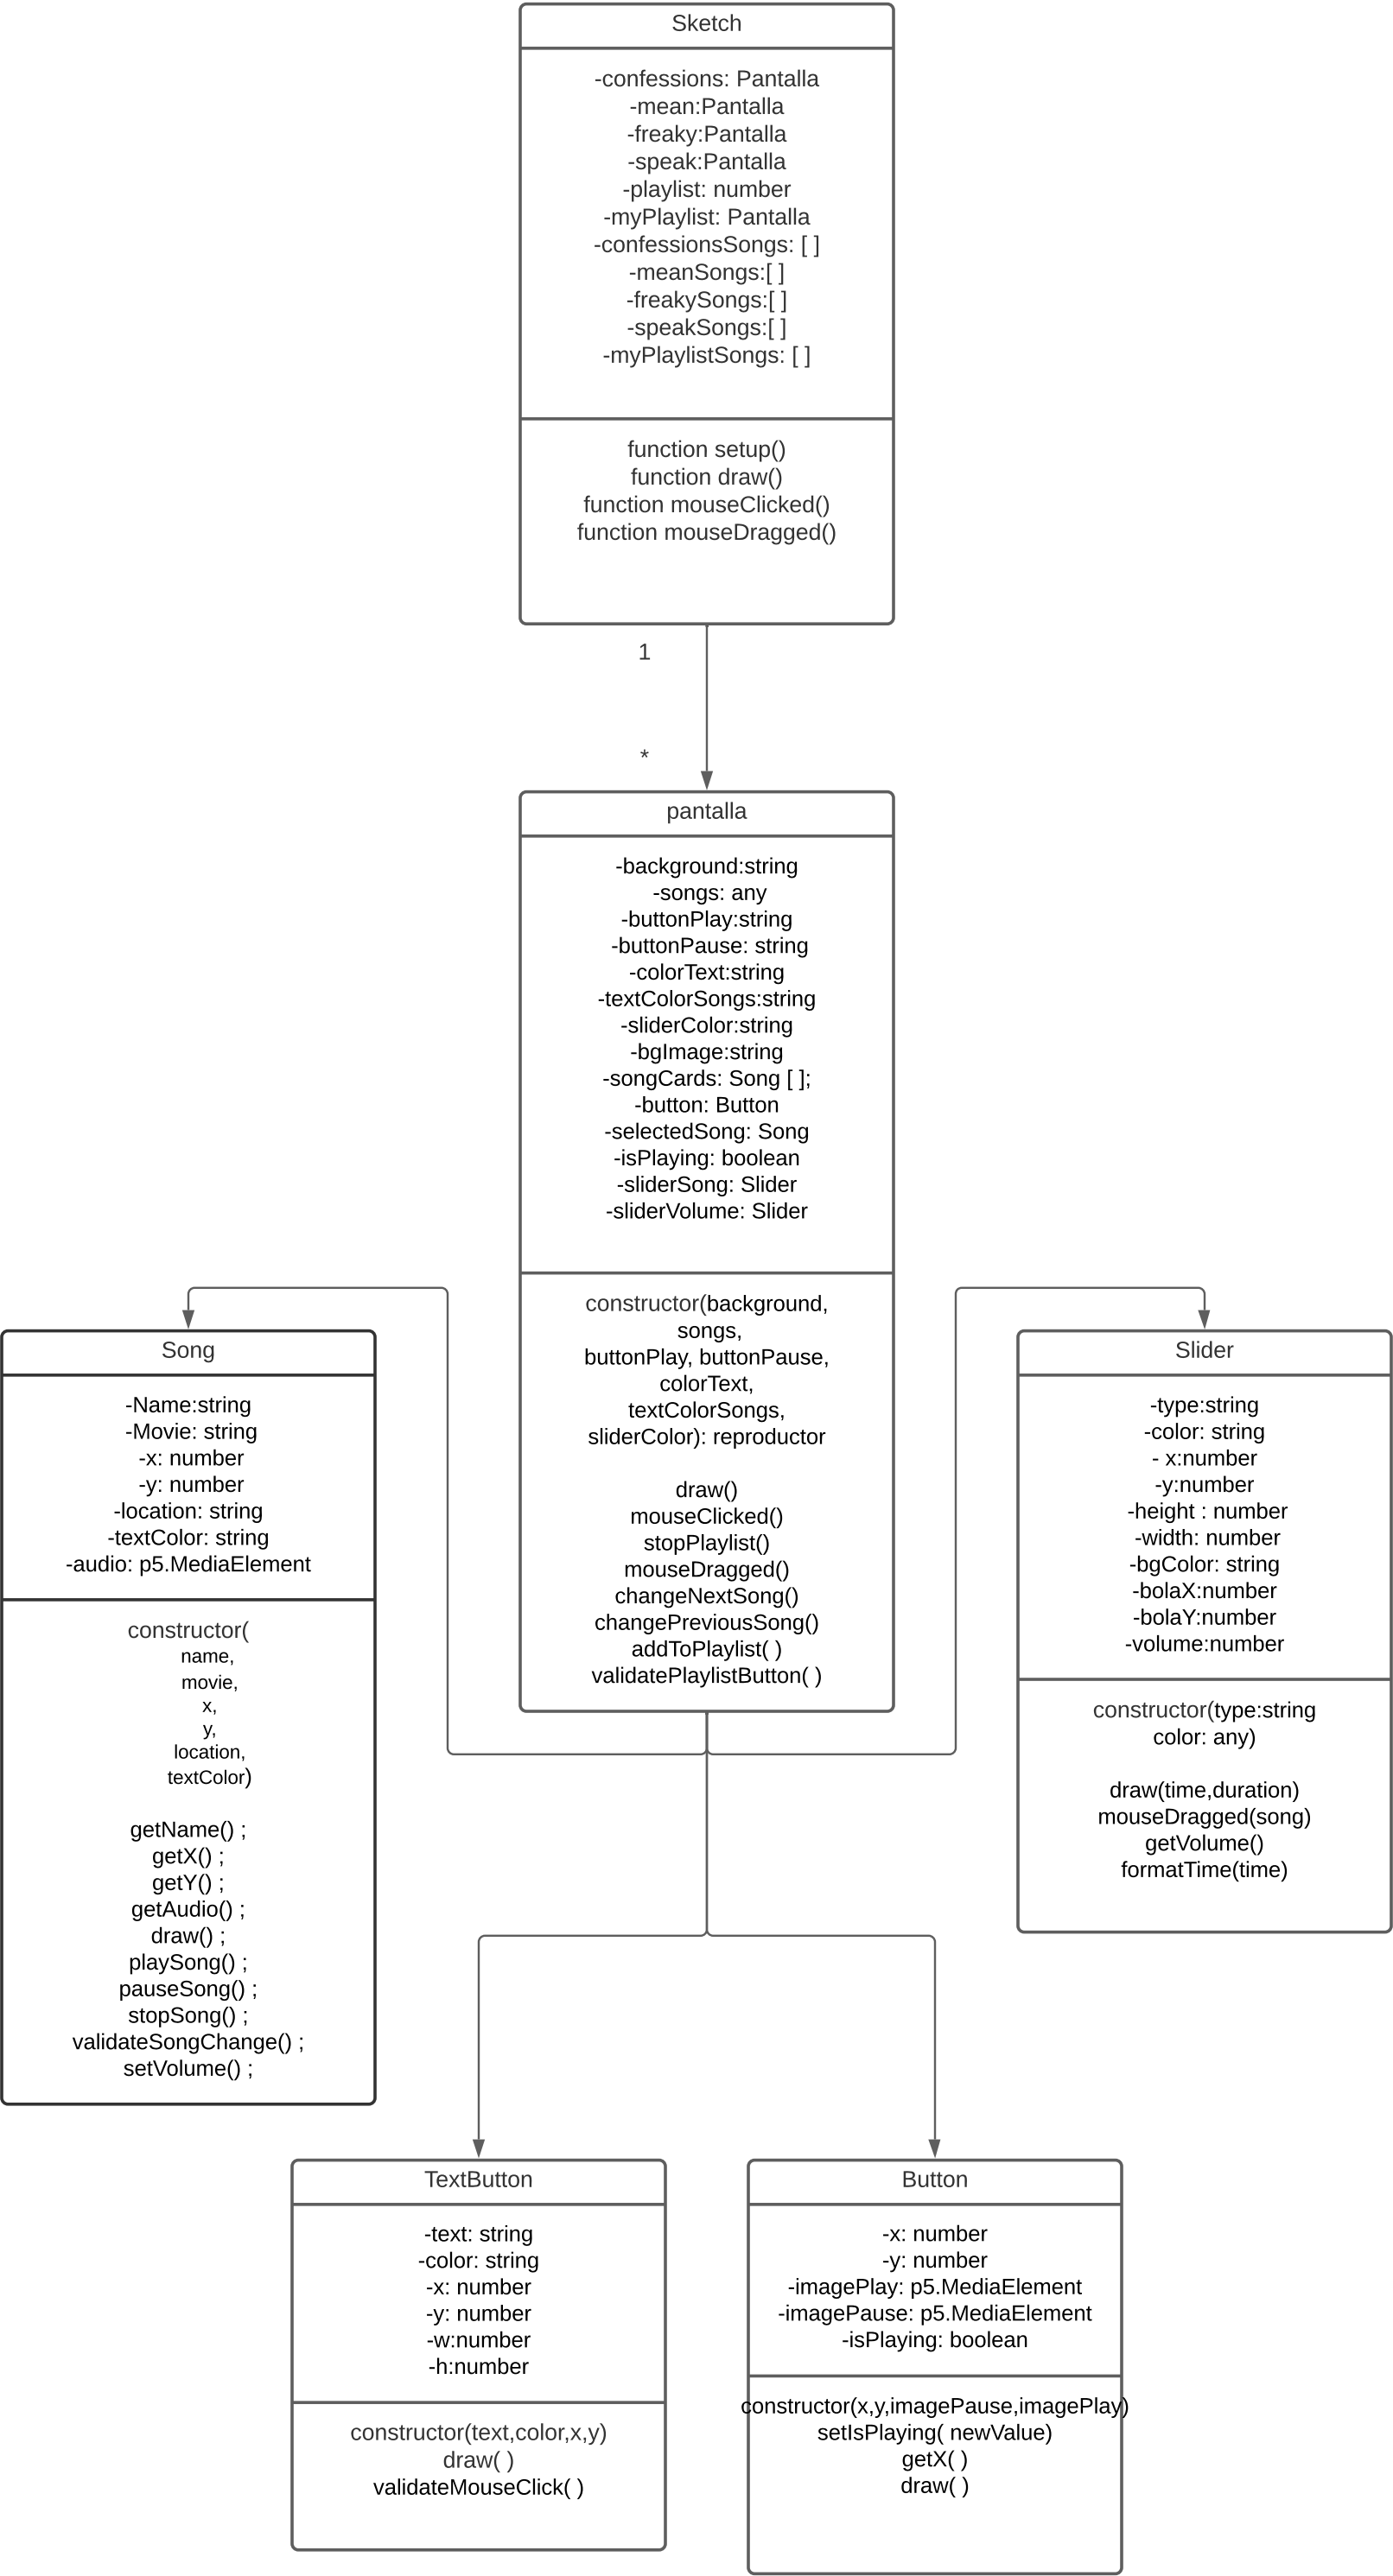 Sketch
-confessions: Pantalla
-mean:Pantalla
-freaky:Pantalla
-speak:Pantalla
-playlist: number
-myPlaylist: Pantalla
-confessionsSongs: [ ]
-meanSongs:[ ]
-freakySongs:[ ]
-speakSongs:[ ]
-myPlaylistSongs: [ ]
function setup()
function draw()
function mouseClicked()
function mouseDragged()
1
*
pantalla
-background:string
-songs: any
-buttonPlay:string
-buttonPause: string
-colorText:string
-textColorSongs:string
-sliderColor:string
-bgImage:string
-songCards: Song [ ];
-button: Button
-selectedSong: Song
-isPlaying: boolean
-sliderSong: Slider
-sliderVolume: Slider
constructor(background,
songs,
buttonPlay, buttonPause,
colorText,
textColorSongs,
sliderColor): reproductor
draw()
mouseClicked()
stopPlaylist()
mouseDragged()
changeNextSong()
changePreviousSong()
addToPlaylist( )
validatePlaylistButton( )
Song
-Name:string
-Movie: string
-x: number
-y: number
-location: string
-textColor: string
-audio: p5.MediaElement
constructor(
name,
movie,
x,
y,
location,
textColor)
getName() ;
getX() ;
getY() ;
getAudio() ;
draw() ;
playSong() ;
pauseSong() ;
stopSong() ;
validateSongChange() ;
setVolume() ;
Slider
-type:string
-color: string
- x:number
-y:number
-height : number
-width: number
-bgColor: string
-bolaX:number
-bolaY:number
-volume:number
constructor(type:string
color: any)
draw(time,duration)
mouseDragged(song)
getVolume()
formatTime(time)
TextButton
-text: string
-color: string
-x: number
-y: number
-w:number
-h:number
constructor(text,color,x,y)
draw( )
validateMouseClick( )
Button
-x: number
-y: number
-imagePlay: p5.MediaElement
-imagePause: p5.MediaElement
-isPlaying: boolean
constructor(x,y,imagePause,imagePlay)
setIsPlaying( newValue)
getX( )
draw( )